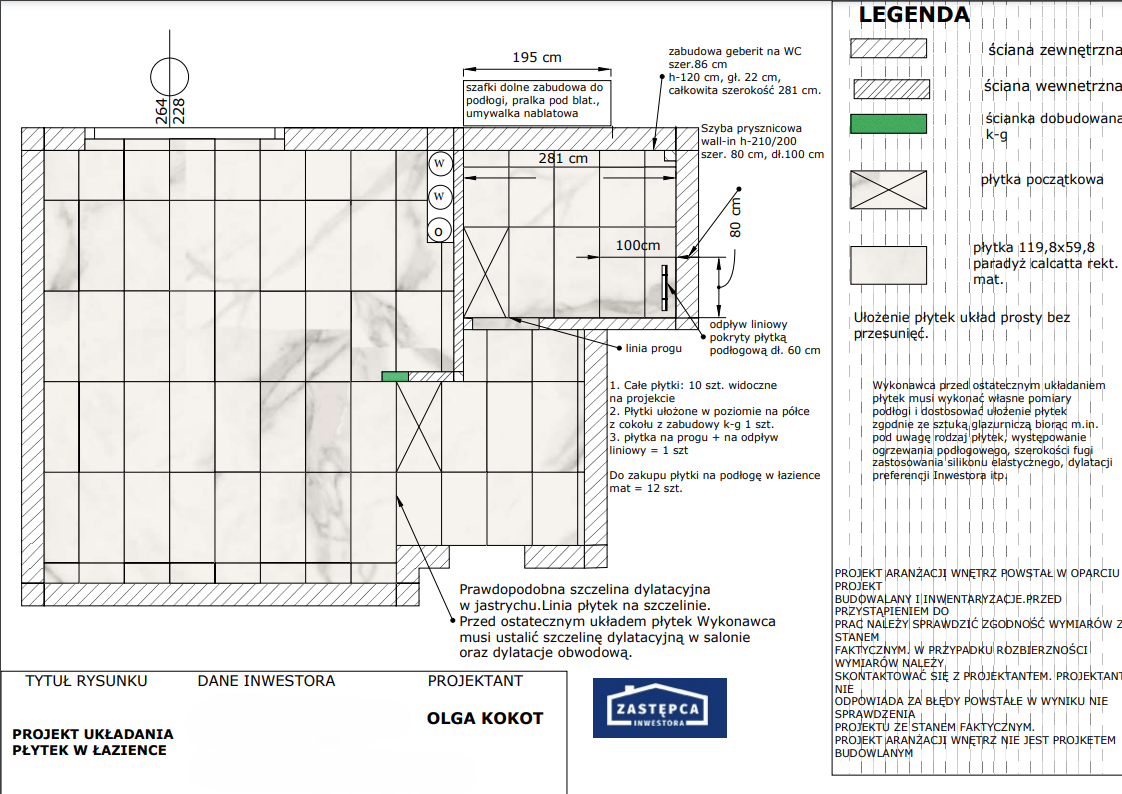 LEGENDA
ściana zewnętrzna
ściana wewnetrzna
ścianka dobudowana
k-g
płytka początkowa
płytka 119,8x59,8
paradyż calcatta rekt.
mat.
Ułożenie płytek układ prosty bez
przesunięć.
Wykonawca przed ostatecznym układaniem
płytek musi wykonać własne pomiary
podłogi i dostosować ułożenie płytek
zgodnie ze sztuką glazurniczą biorąc m.in.
pod uwagę rodzaj płytek, występowanie
ogrzewania podłogowego, szerokości fugi
zastosowania silikonu elastycznego, dylatacji
preferencji Inwestora itp.
PROJEKT ARANŻACJI WNĘTRZ POWSTAŁ W OPARCIU
PROJEKT
BUDOWALANY I INWENTARYZACJE.PRZED
PRZYSTĄPIENIEM DO
PRAC NALEŻY SPRAWDZIĆ ZGODNOŚĆ WYMIARÓW Z
STANEM
FAKTYCZNYM. W PRZYPADKU ROZBIERZNOŚCI
WYMIARÓW NALEŻY
SKONTAKTOWAĆ SIĘ Z PROJEKTANTEM. PROJEKTANT
NIE
ODPOWIADA ZA BŁĘDY POWSTAŁE W WYNIKU NIE
SPRAWDZENIA
PROJEKTU ZE STANEM FAKTYCZNYM.
PROJEKT ARANŻACJI WNĘTRZ NIE JEST PROJKETEM
BUDOWLANYM
195 cm
szafki dolne zabudowa do
podłogi, pralka pod blat.,
umywalka nablatowa
zabudowa geberit na WC
szer.86 cm
h-120 cm, gł. 22 cm,
całkowita szerokość 281 cm.
Szyba prysznicowa
wall-in h-210/200
szer. 80 cm, dł.100 cm
264
228
W
W
O
281 cm
80 cm
100cm
odpływ liniowy
pokryty płytką
podłogową dł. 60 cm
linia progu
1. Całe płytki: 10 szt. widoczne
na projekcie
2. Płytki ułożone w poziomie na półce
z cokołu z zabudowy k-g 1 szt.
3. płytka na progu + na odpływ
liniowy = 1 szt
Do zakupu płytki na podłogę w łazience
mat = 12 szt.
Prawdopodobna szczelina dylatacyjna
w jastrychu.Linia płytek na szczelinie.
Przed ostatecznym układem płytek Wykonawca
musi ustalić szczelinę dylatacyjną w salonie
oraz dylatacje obwodową.
TYTUŁ RYSUNKU
DANE INWESTORA
PROJEKTANT
OLGA KOKOT
PROJEKT UKŁADANIA
PŁYTEK W ŁAZIENCE
ZASTĘPCA
INWESTORA